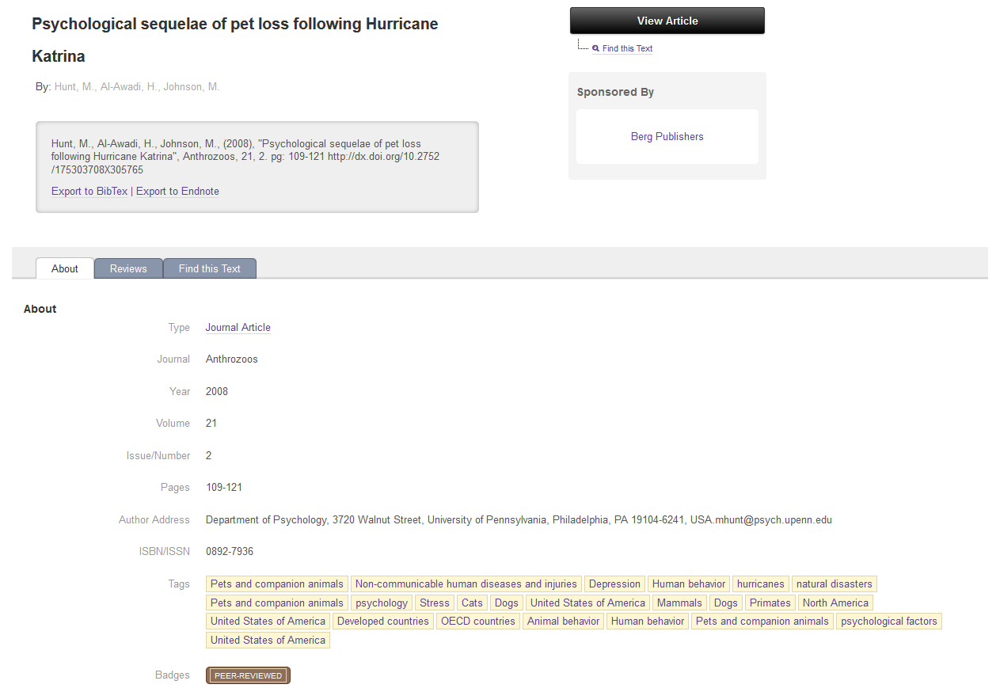 Psychological sequelae of pet loss following Hurricane
Katrina
By: Hunt, M., Al-Awadi, H., Johnson, M.
View Article
Find this Text
Sponsored By
Berg Publishers
Hunt, M., Al-Awadi, H., Johnson, M., (2008), "Psychological sequelae of pet loss
following Hurricane Katrina", Anthrozoos, 21, 2. pg: 109-121 http://dx.doi.org/10.2752
/175303708X305765
Export to BibTex | Export to Endnote
About Reviews Find this Text
About
Type Journal Article
Journal Anthrozoos
Year 2008
Volume 21
Issue/Number 2
Pages 109-121
Author Address Department of Psychology, 3720 Walnut Street, University of Pennsylvania, Philadelphia, PA 19104-6241, USA.mhunt@psych.upenn.edu
ISBN/ISSN 0892-7936
Tags Pets and companion animals Non-communicable human diseases and injuries Depression Human behavior hurricanes natural disasters
Pets and companion animals psychology Stress Cats Dogs United States of America Mammals Dogs Primates North America
United States of America Developed countries OECD countries Animal behavior Human behavior Pets and companion animals psychological factors
United States of America
Badges PEER-REVIEWED